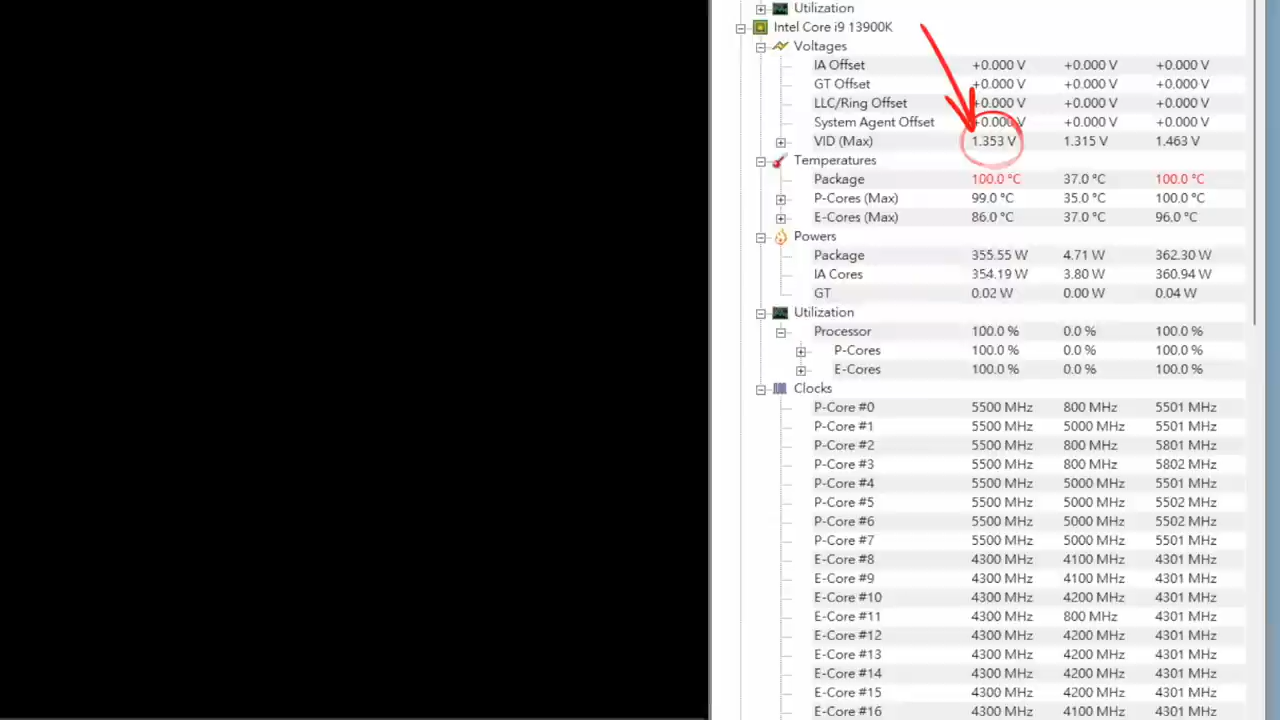 Utilization
Intel Core i9 13900K
Voltages
IA Offset +0.000 V +0.000 V +0.000 V
GT Offset +0.000 V +0.000 V +0.000 V
LLC/Ring Offset +0.000 V +0.000 V +0.000 V
System Agent Offset +0.000 V +0.000 V +0.000 V
VID (Max) 1.353 V 1.315 V 1.463 V
Temperatures
Package 100.0 °C 37.0 °C 100.0 °C
P-Cores (Max) 99.0 °C 35.0 °C 100.0 °C
E-Cores (Max) 86.0 °C 37.0 °C 96.0 °C
Powers
Package 355.55 W 4.71 W 362.30 W
IA Cores 354.19 W 3.80 W 360.94 W
GT 0.02 W 0.00 W 0.04 W
Utilization
Processor 100.0 % 0.0 % 100.0 %
P-Cores 100.0 % 0.0 % 100.0 %
E-Cores 100.0 % 0.0 % 100.0 %
Clocks
P-Core #0 5500 MHz 800 MHz 5501 MHz
P-Core #1 5500 MHz 5000 MHz 5501 MHz
P-Core #2 5500 MHz 800 MHz 5801 MHz
P-Core #3 5500 MHz 800 MHz 5802 MHz
P-Core #4 5500 MHz 5000 MHz 5501 MHz
P-Core #5 5500 MHz 5000 MHz 5502 MHz
P-Core #6 5500 MHz 5000 MHz 5502 MHz
P-Core #7 5500 MHz 5000 MHz 5501 MHz
E-Core #8 4300 MHz 4100 MHz 4301 MHz
E-Core #9 4300 MHz 4100 MHz 4301 MHz
E-Core #10 4300 MHz 4200 MHz 4301 MHz
E-Core #11 4300 MHz 800 MHz 4301 MHz
E-Core #12 4300 MHz 4200 MHz 4301 MHz
E-Core #13 4300 MHz 4200 MHz 4301 MHz
E-Core #14 4300 MHz 4200 MHz 4301 MHz
E-Core #15 4300 MHz 4200 MHz 4301 MHz
E-Core #16 4300 MHz 4200 MHz 4301 MHz